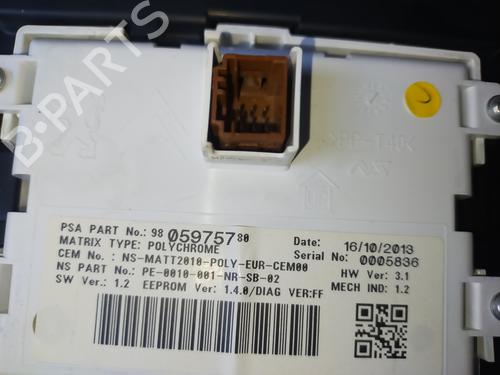 >PP-T40<
PSA PART No.: 98 059757 80
MATRIX TYPE: POLYCHROME
CEM No.  : NS-MATT2010-POLY-EUR-CEM00
NS PART No.: PE-0010-001-NR-SB-02
SW Ver.: 1.2  EEPROM Ver.: 1.4.0/DIAG VER:FF
Date: 16/10/2013
Serial No: 0005836
HW Ver: 3.1
MECH IND: 1.2
B-PARTS